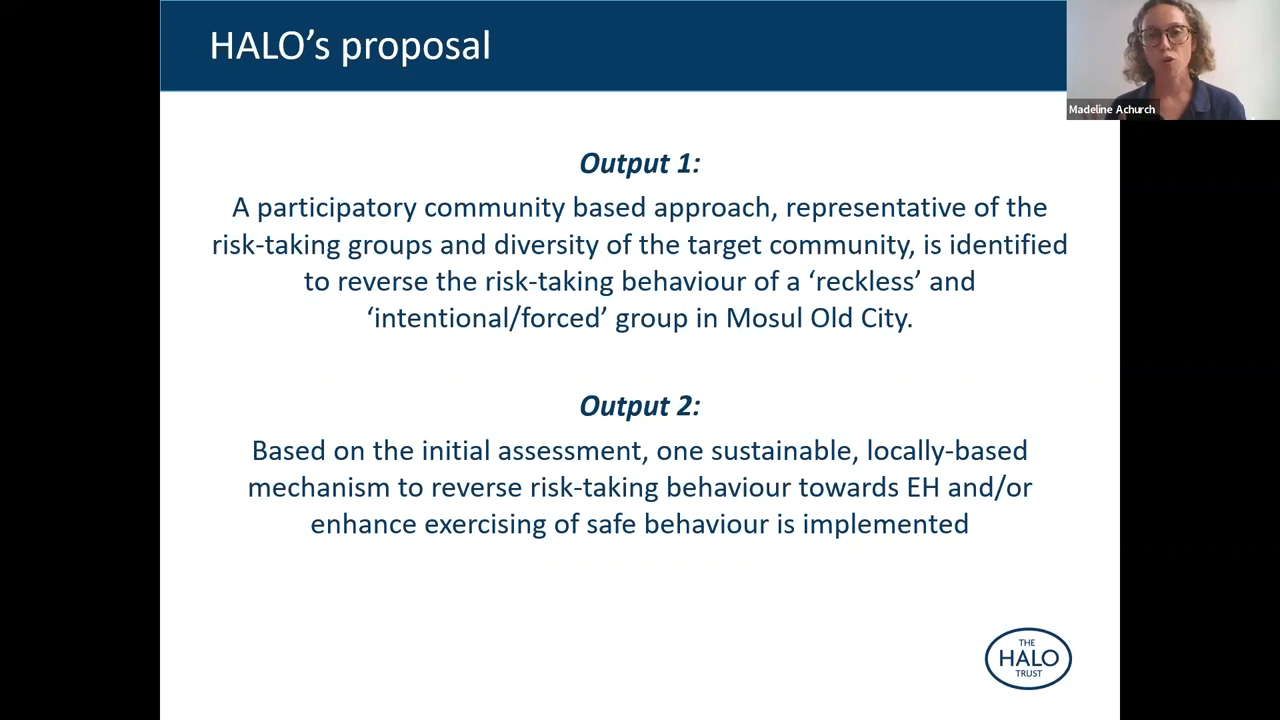 HALO's proposal
Madeline Achurch
Output 1:
A participatory community based approach, representative of the
risk-taking groups and diversity of the target community, is identified
to reverse the risk-taking behaviour of a ‘reckless’ and
‘intentional/forced’ group in Mosul Old City.
Output 2:
Based on the initial assessment, one sustainable, locally-based
mechanism to reverse risk-taking behaviour towards EH and/or
enhance exercising of safe behaviour is implemented
THE
HALO
TRUST